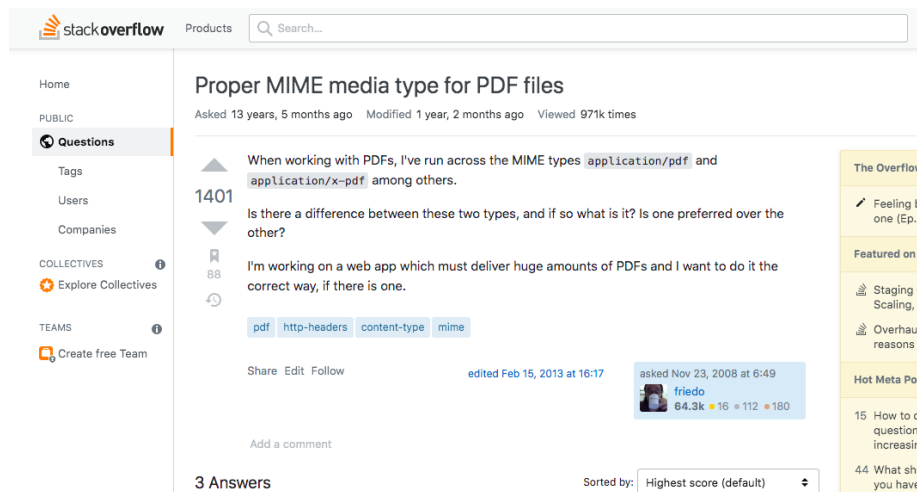 stackoverflow
Products
Search...
Home
PUBLIC
Questions
Tags
Users
Companies
COLLECTIVES
Explore Collectives
TEAMS
Create free Team
Proper MIME media type for PDF files
Asked 13 years, 5 months ago Modified 1 year, 2 months ago Viewed 971k times
1401
88
When working with PDFs, I've run across the MIME types application/pdf and
application/x-pdf among others.
Is there a difference between these two types, and if so what is it? Is one preferred over the
other?
I'm working on a web app which must deliver huge amounts of PDFs and I want to do it the
correct way, if there is one.
pdf http-headers content-type mime
Share Edit Follow
edited Feb 15, 2013 at 16:17
asked Nov 23, 2008 at 6:49
friedo
64.3k 16 112 180
Add a comment
3 Answers
Sorted by: Highest score (default)
The Overflow
Feeling
one (Ep.
Featured on
Staging
Scaling,
Overhau
reasons
Hot Meta Po
15 How to
question
increasin
44 What sh
you have